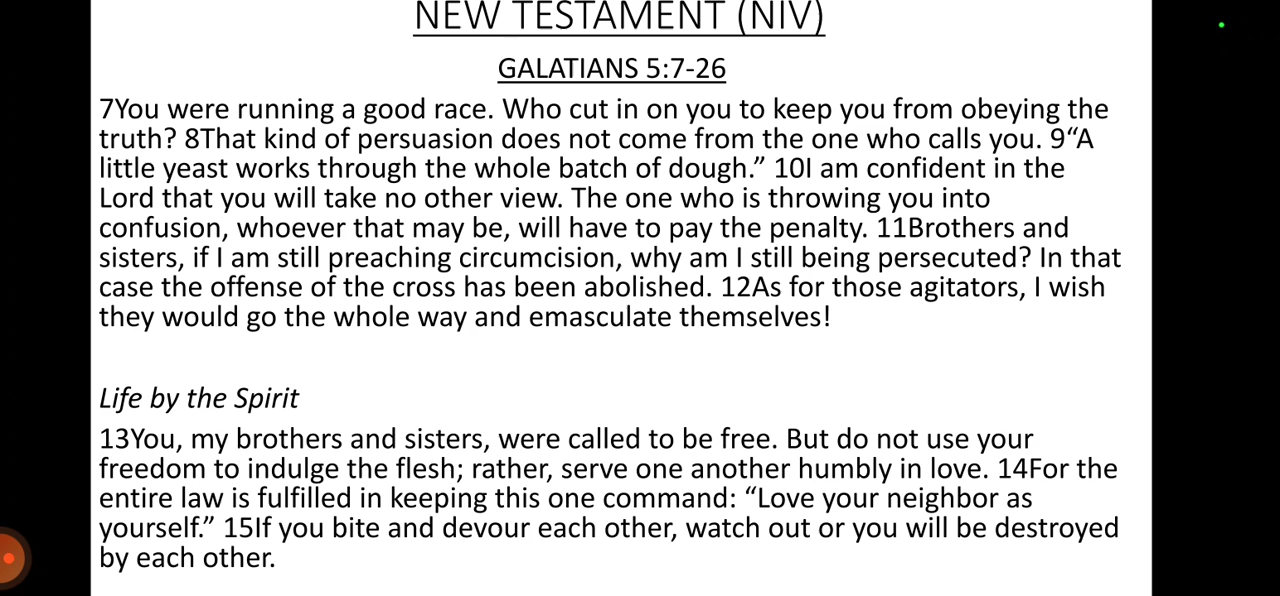 NEW TESTAMENT (NIV)
GALATIANS 5:7-26
7You were running a good race. Who cut in on you to keep you from obeying the
truth? 8That kind of persuasion does not come from the one who calls you. 9“A
little yeast works through the whole batch of dough.” 10I am confident in the
Lord that you will take no other view. The one who is throwing you into
confusion, whoever that may be, will have to pay the penalty. 11Brothers and
sisters, if I am still preaching circumcision, why am I still being persecuted? In that
case the offense of the cross has been abolished. 12As for those agitators, I wish
they would go the whole way and emasculate themselves!
Life by the Spirit
13You, my brothers and sisters, were called to be free. But do not use your
freedom to indulge the flesh; rather, serve one another humbly in love. 14For the
entire law is fulfilled in keeping this one command: “Love your neighbor as
yourself.” 15If you bite and devour each other, watch out or you will be destroyed
by each other.